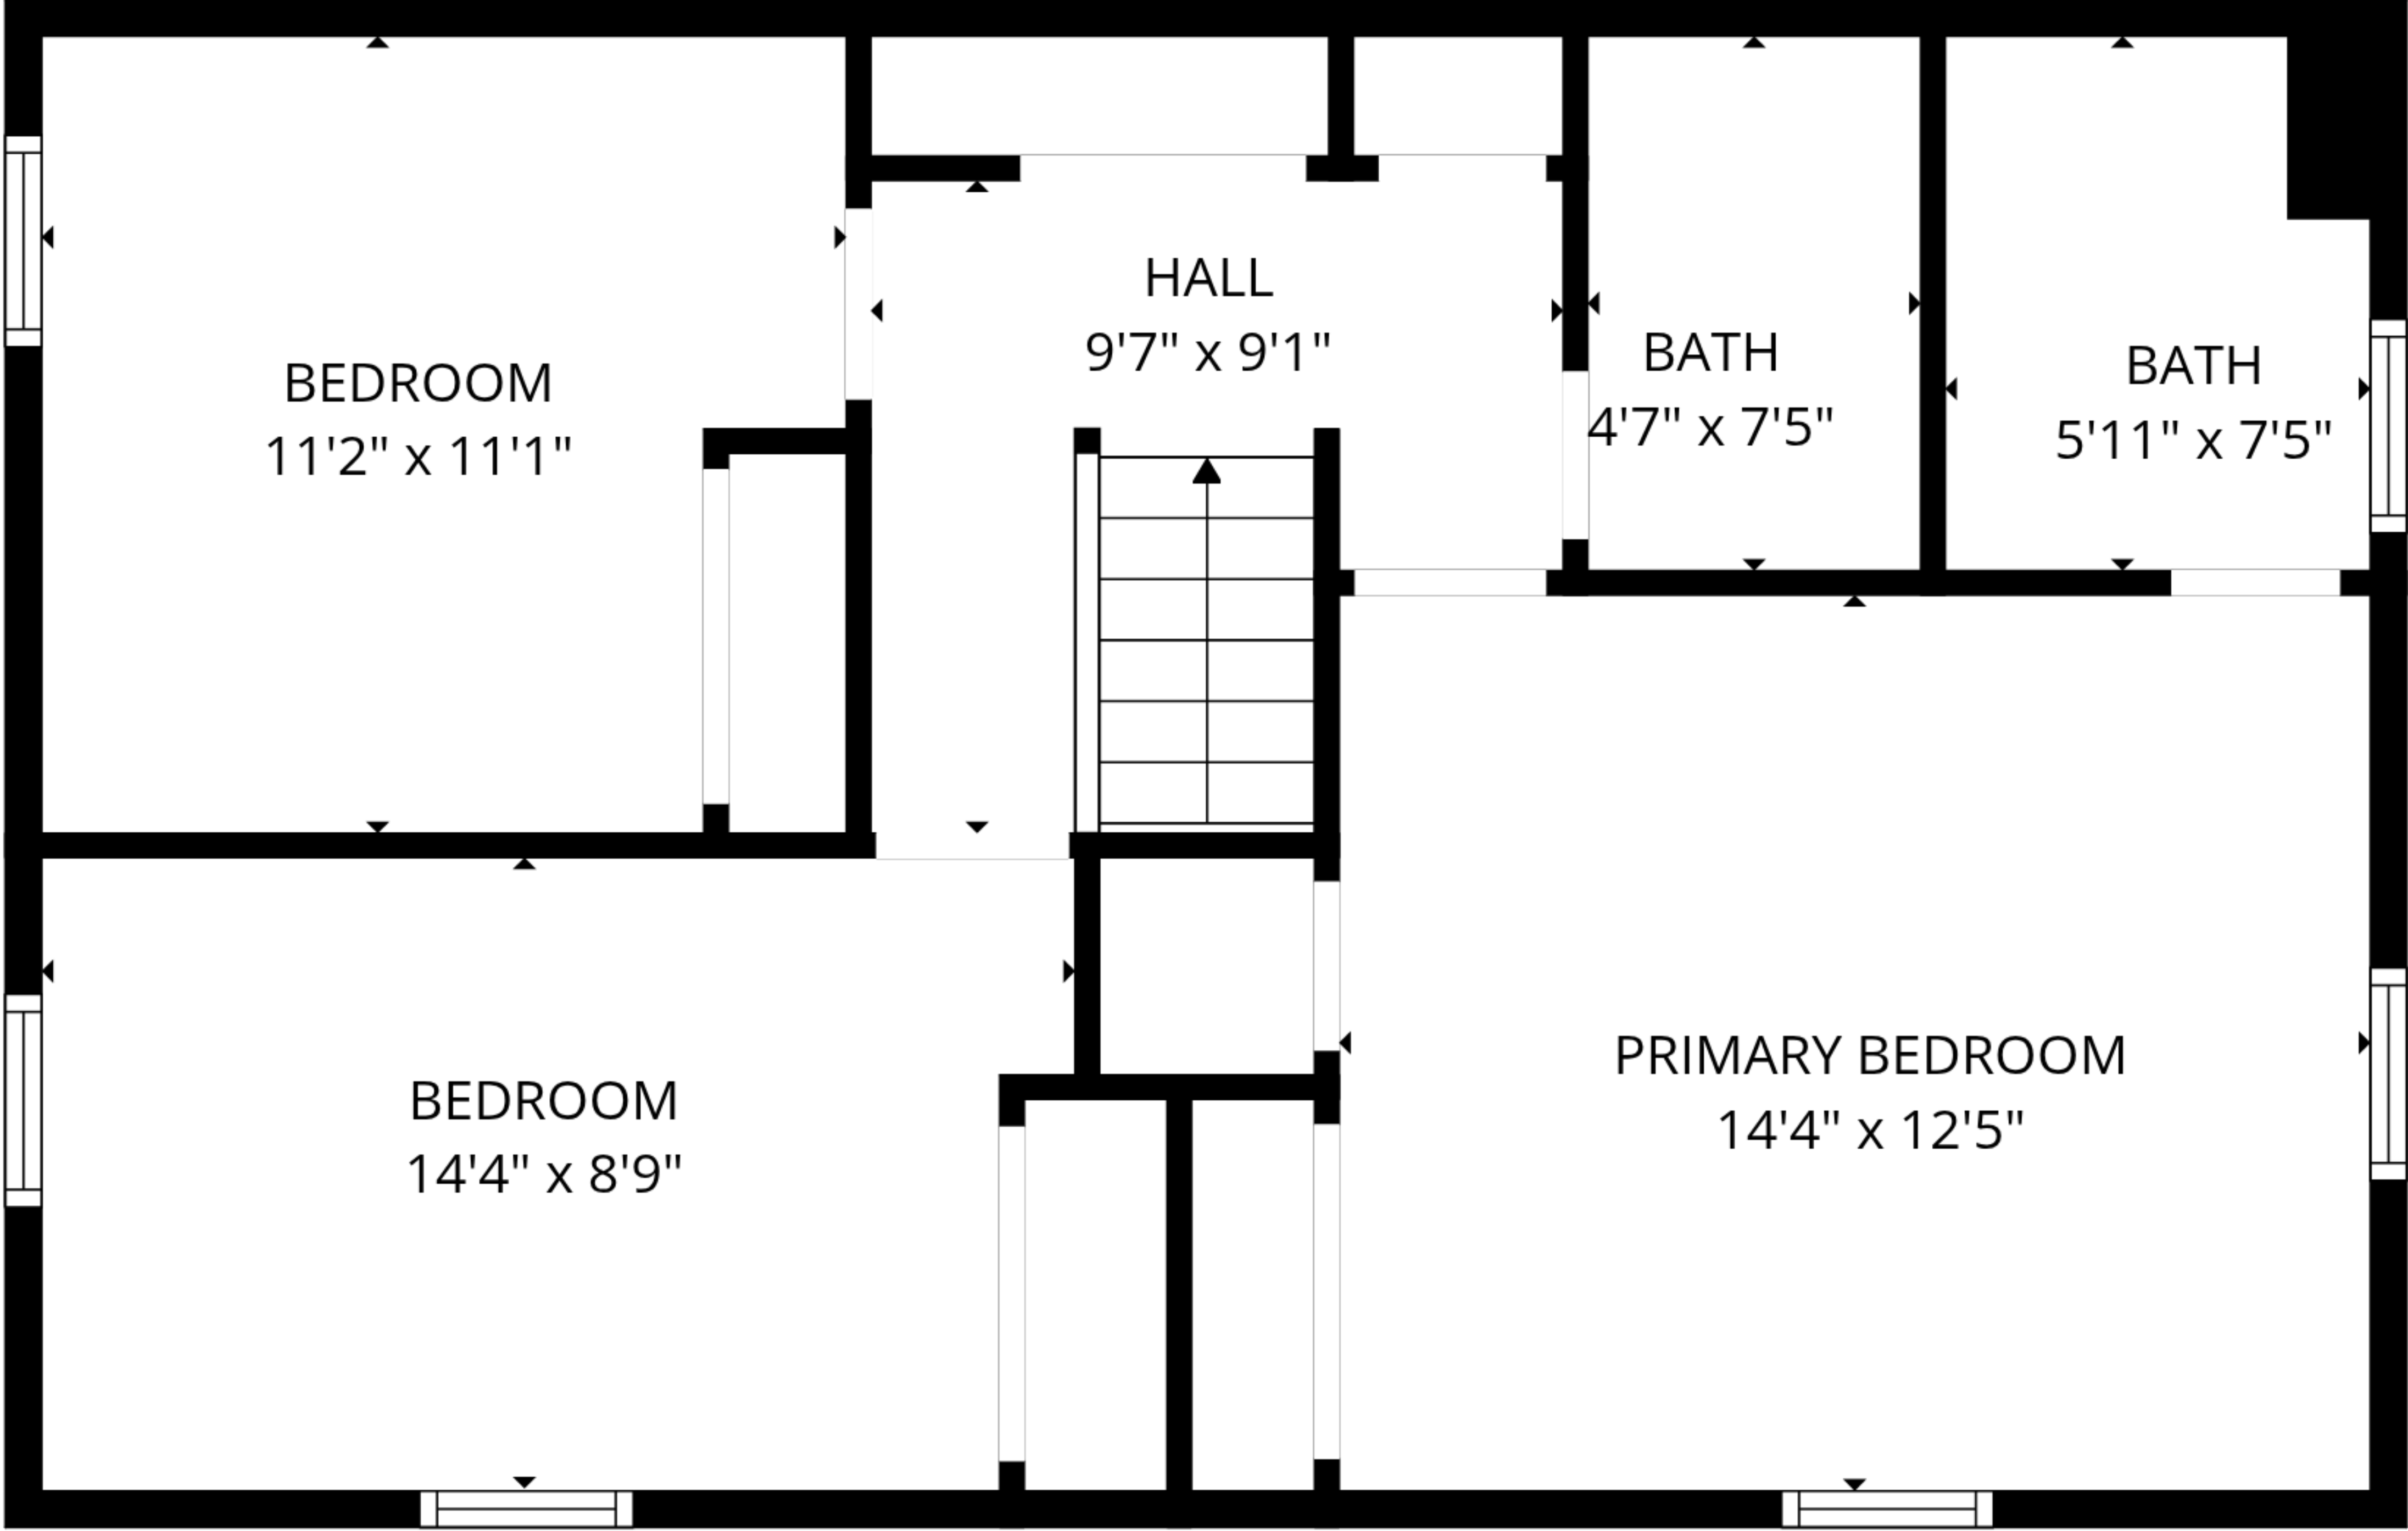 HALL
9'7" x 9'1"
BATH
4'7" x 7'5"
BATH
5'11" x 7'5"
BEDROOM
11'2" x 11'1"
PRIMARY BEDROOM
14'4" x 12'5"
BEDROOM
14'4" x 8'9"